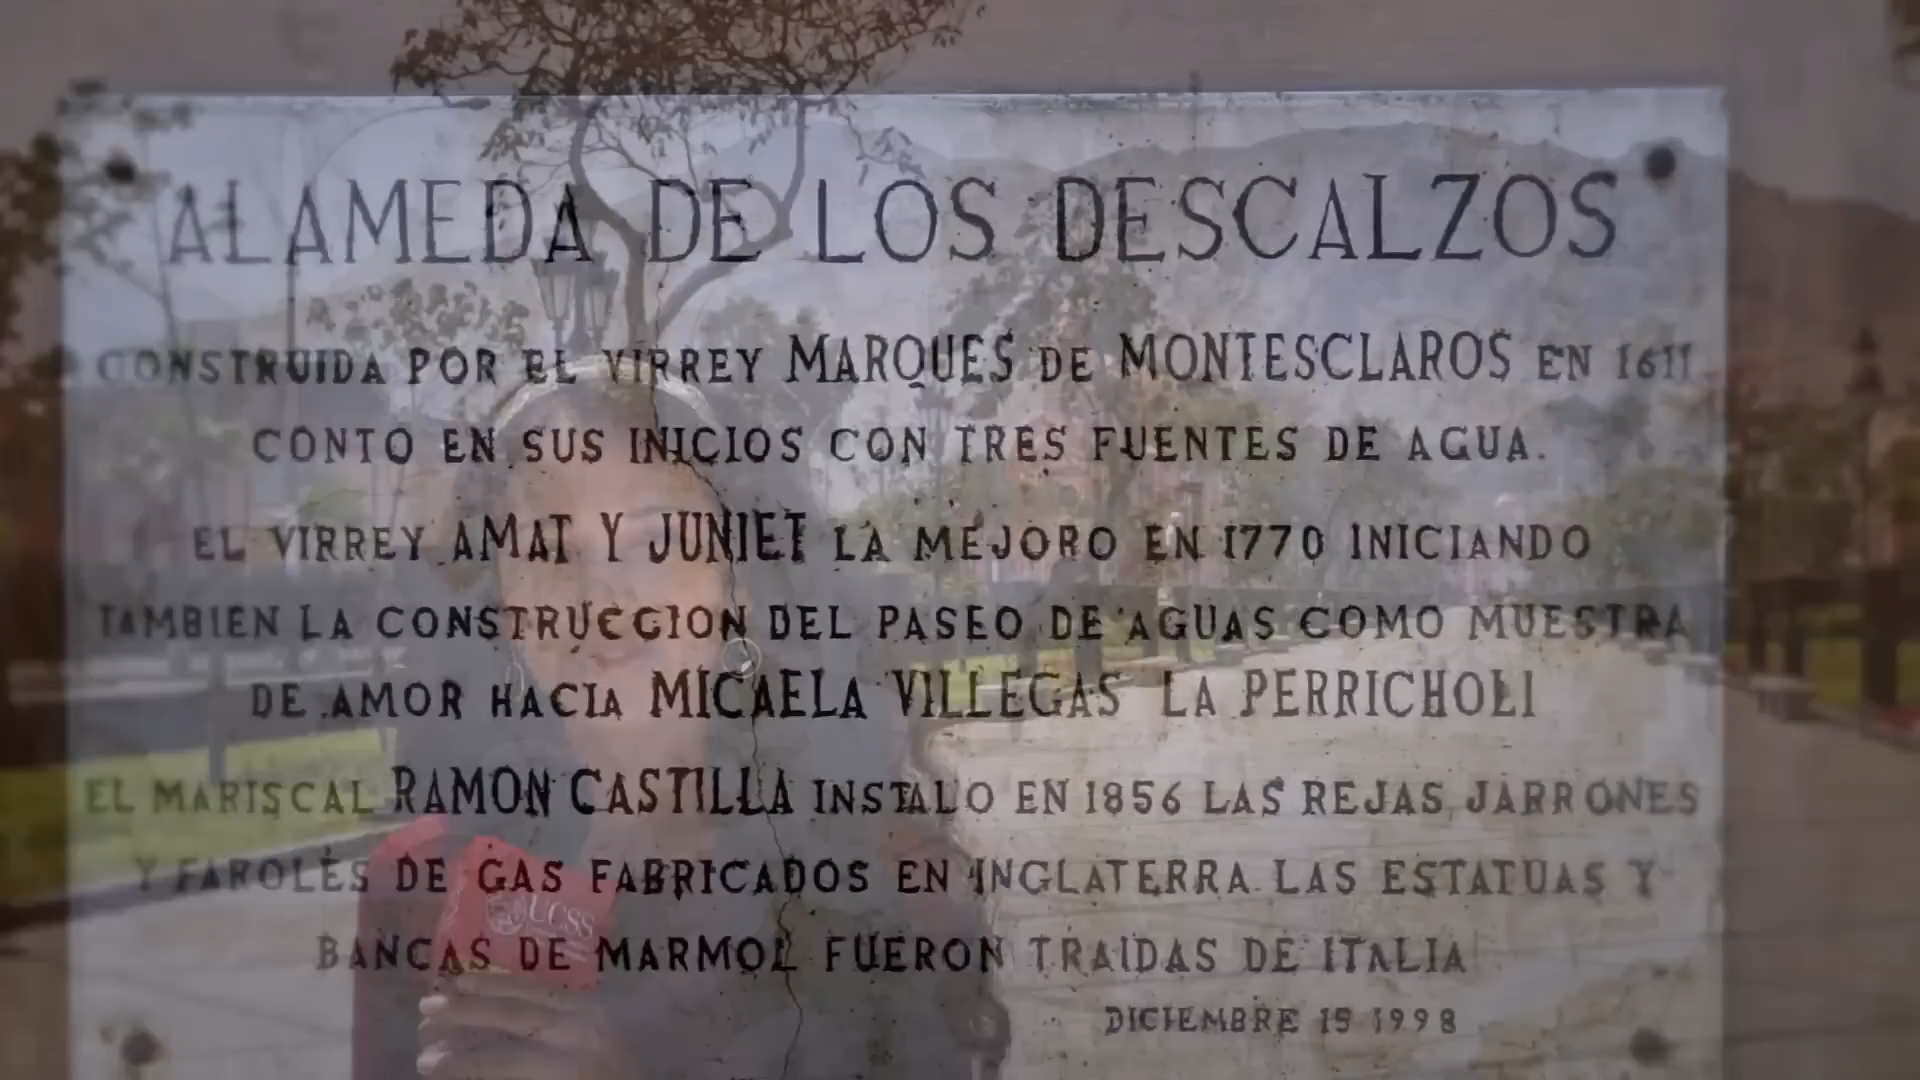 ALAMEDA DE LOS DESCALZOS
CONSTRUIDA POR EL VIRREY MARQUES DE MONTESCLAROS EN 1611
CONTO EN SUS INICIOS CON TRES FUENTES DE AGUA.
EL VIRREY AMAT Y JUNIET LA MEJORO EN 1770 INICIANDO
TAMBIEN LA CONSTRUCCION DEL PASEO DE AGUAS COMO MUESTRA
DE AMOR HACIA MICAELA VILLEGAS LA PERRICHOLI
EL MARISCAL RAMON CASTILLA INSTALO EN 1856 LAS REJAS, JARRONES
Y FAROLES DE GAS FABRICADOS EN INGLATERRA. LAS ESTATUAS Y
UCSS
BANCAS DE MARMOL FUERON TRAIDAS DE ITALIA
DICIEMBRE 15 1998